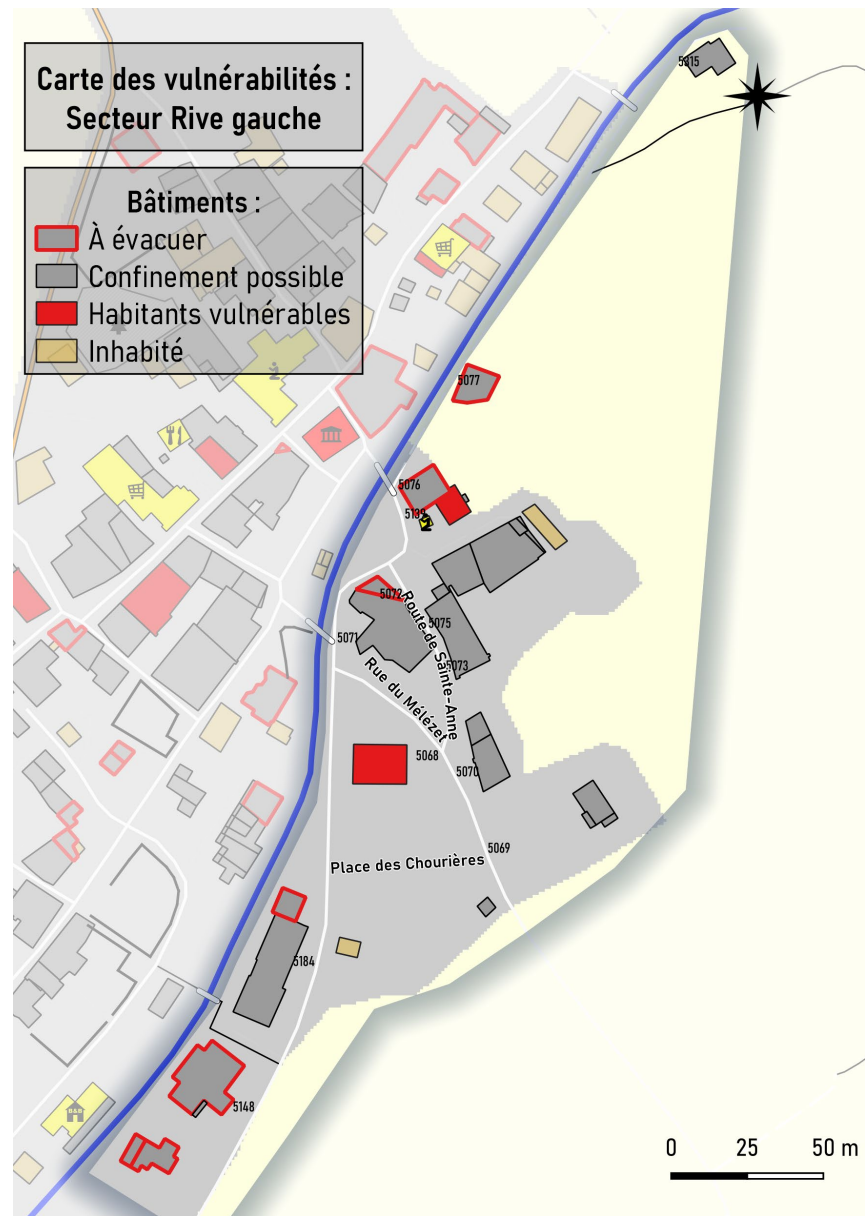 Carte des vulnérabilités :
Secteur Rive gauche
Bâtiments :
À évacuer
Confinement possible
Habitants vulnérables
Inhabité
5315
5077
5076
5139
5072
5071
5075
5073
Route de Sainte-Anne
Rue du Mélézet
5068
5070
5069
Place des Chourières
5184
5148
B&B
0 25 50 m